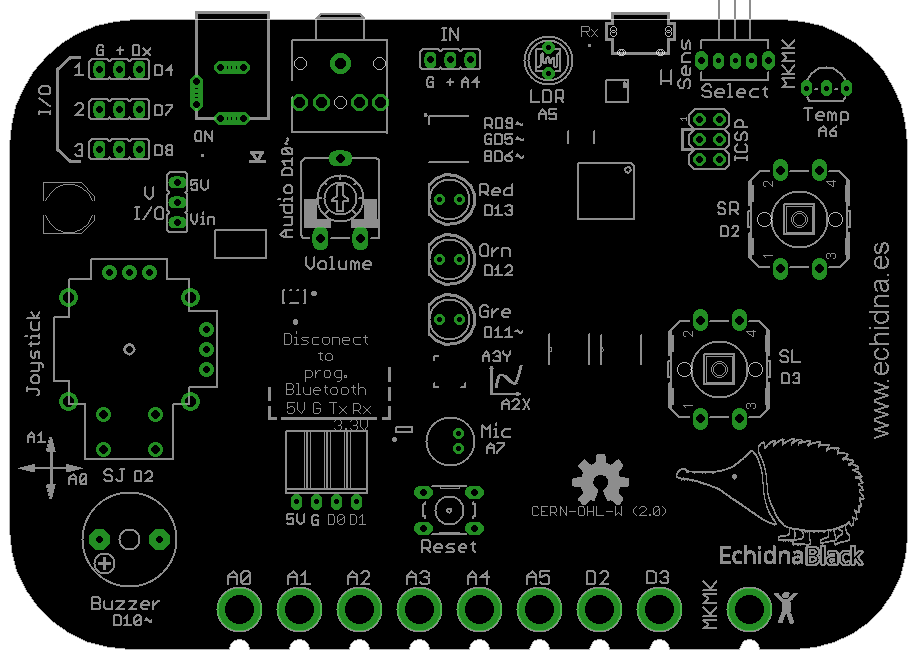 G + Dx
I/O
1 D4
2 D7
3 D8
ON
V
I/O
5V
Vin
Audio D10~
Volume
IN
G + A4
RD9~
GD5~
BD6~
Red
D13
Orn
D12
Gre
D11~
LDR
A5
Rx
Sens
MKMK
Select
1
ICSP
Temp
A6
SR
D2
2 4
1 3
SL
D3
2 4
1 3
www.echidna.es
Joystick
A1
A0
SJ D2
Disconect
to
prog.
Bluetooth
5V G Tx Rx
3.3V
5V G D0 D1
A3Y
A2X
Mic
A7
Reset
CERN-OHL-W (2.0)
EchidnaBlack
Buzzer
D10~
A0 A1 A2 A3 A4 A5 D2 D3 MKMK